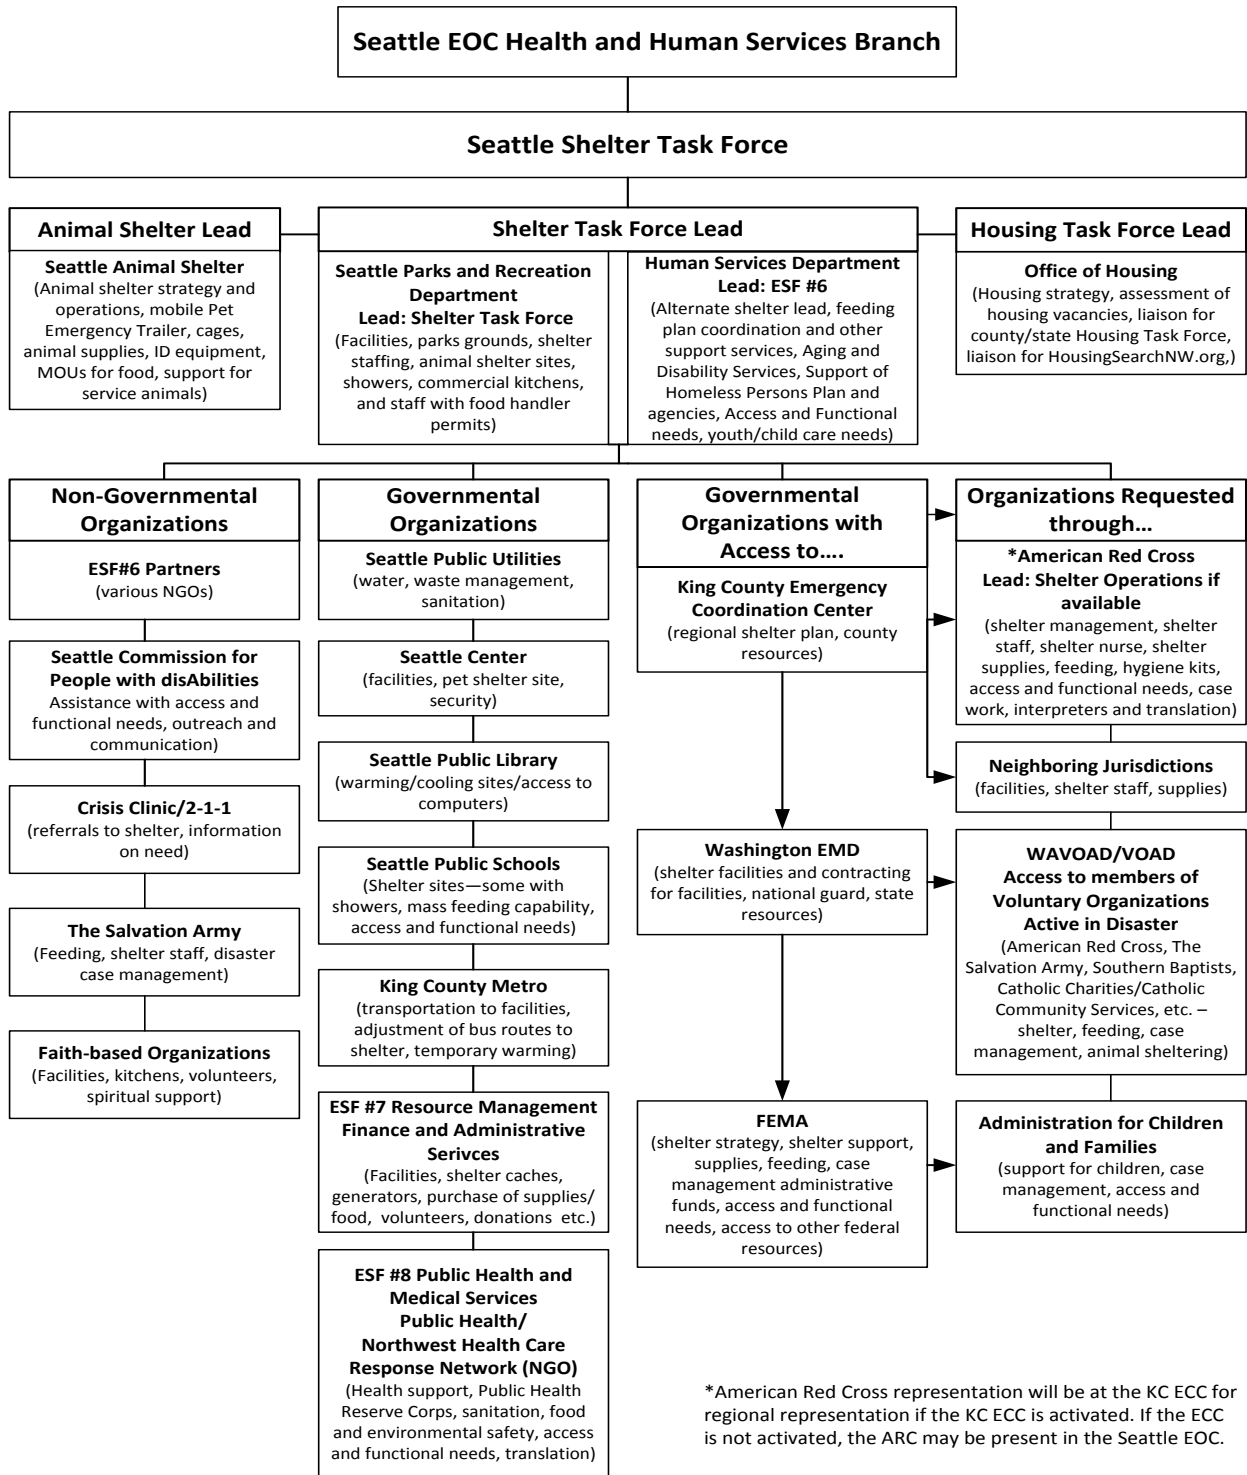 Seattle EOC Health and Human Services Branch
Seattle Shelter Task Force
Animal Shelter Lead
Seattle Animal Shelter
(Animal shelter strategy and
operations, mobile Pet
Emergency Trailer, cages,
animal supplies, ID equipment,
MOUs for food, support for
service animals)
Shelter Task Force Lead
Seattle Parks and Recreation
Department
Lead: Shelter Task Force
(Facilities, parks grounds, shelter
staffing, animal shelter sites,
showers, commercial kitchens,
and staff with food handler
permits)
Human Services Department
Lead: ESF #6
(Alternate shelter lead, feeding
plan coordination and other
support services, Aging and
Disability Services, Support of
Homeless Persons Plan and
agencies, Access and Functional
needs, youth/child care needs)
Housing Task Force Lead
Office of Housing
(Housing strategy, assessment of
housing vacancies, liaison for
county/state Housing Task Force,
liaison for HousingSearchNW.org,)
Non-Governmental
Organizations
ESF#6 Partners
(various NGOs)
Seattle Commission for
People with disAbilities
Assistance with access and
functional needs, outreach and
communication)
Crisis Clinic/2-1-1
(referrals to shelter, information
on need)
The Salvation Army
(Feeding, shelter staff, disaster
case management)
Faith-based Organizations
(Facilities, kitchens, volunteers,
spiritual support)
Governmental
Organizations
Seattle Public Utilities
(water, waste management,
sanitation)
Seattle Center
(facilities, pet shelter site,
security)
Seattle Public Library
(warming/cooling sites/access to
computers)
Seattle Public Schools
(Shelter sites—some with
showers, mass feeding capability,
access and functional needs)
King County Metro
(transportation to facilities,
adjustment of bus routes to
shelter, temporary warming)
ESF #7 Resource Management
Finance and Administrative
Serivces
(Facilities, shelter caches,
generators, purchase of supplies/
food, volunteers, donations etc.)
ESF #8 Public Health and
Medical Services
Public Health/
Northwest Health Care
Response Network (NGO)
(Health support, Public Health
Reserve Corps, sanitation, food
and environmental safety, access
and functional needs, translation)
Governmental
Organizations with
Access to....
King County Emergency
Coordination Center
(regional shelter plan, county
resources)
Washington EMD
(shelter facilities and contracting
for facilities, national guard, state
resources)
FEMA
(shelter strategy, shelter support,
supplies, feeding, case
management administrative
funds, access and functional
needs, access to other federal
resources)
Organizations Requested
through...
*American Red Cross
Lead: Shelter Operations if
available
(shelter management, shelter
staff, shelter nurse, shelter
supplies, feeding, hygiene kits,
access and functional needs, case
work, interpreters and translation)
Neighboring Jurisdictions
(facilities, shelter staff, supplies)
WAVOAD/VOAD
Access to members of
Voluntary Organizations
Active in Disaster
(American Red Cross, The
Salvation Army, Southern Baptists,
Catholic Charities/Catholic
Community Services, etc. –
shelter, feeding, case
management, animal sheltering)
Administration for Children
and Families
(support for children, case
management, access and
functional needs)
*American Red Cross representation will be at the KC ECC for
regional representation if the KC ECC is activated. If the ECC
is not activated, the ARC may be present in the Seattle EOC.